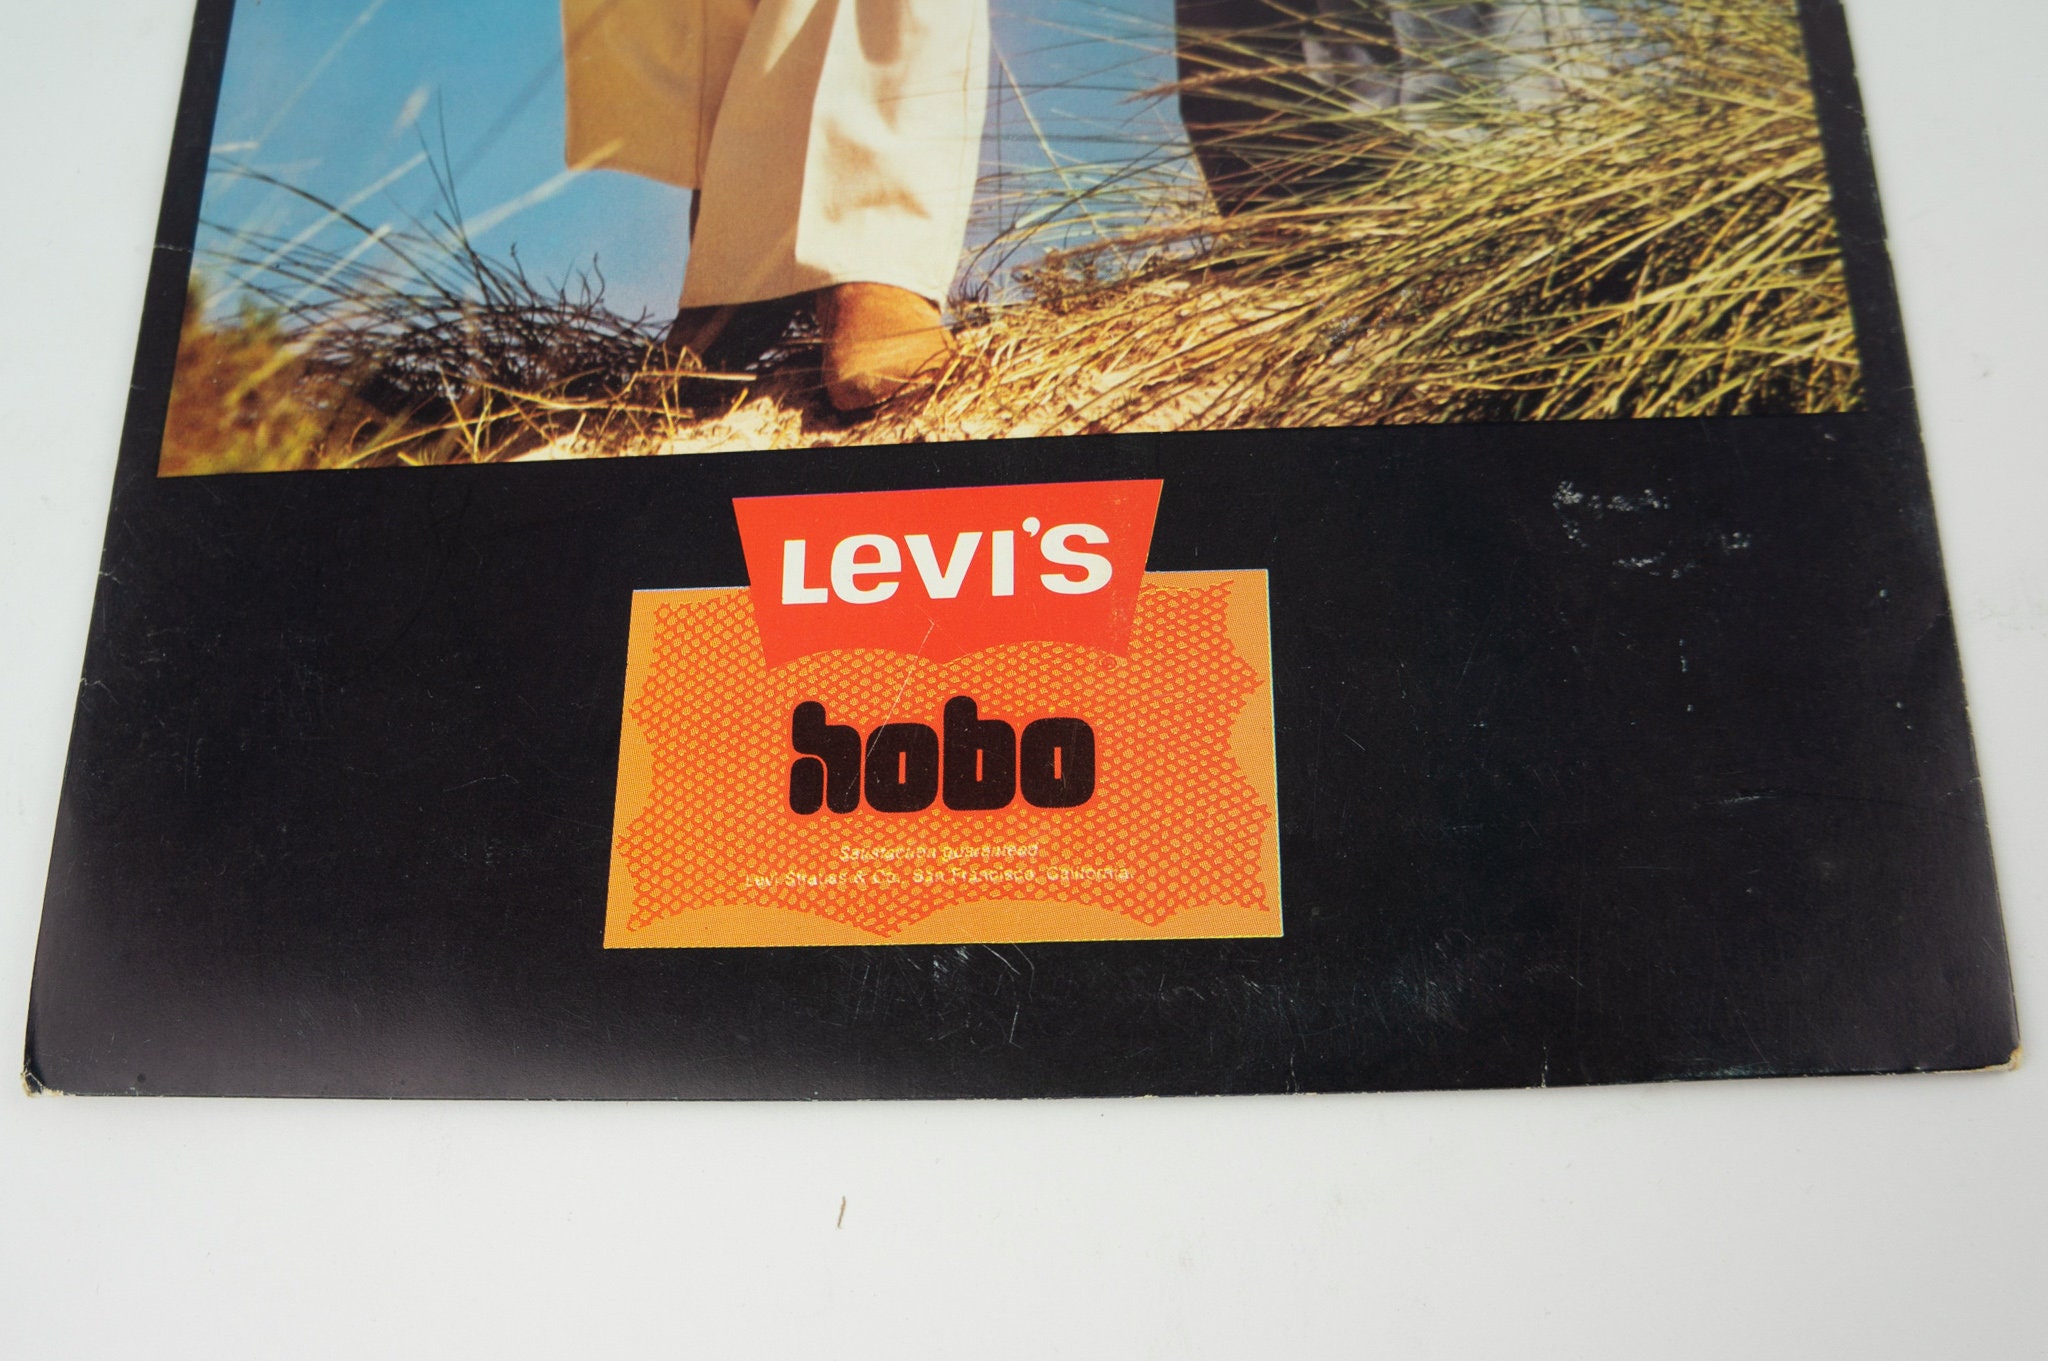 LEVI'S
®
hobo
Satisfaction guaranteed
Levi Strauss & Co., San Francisco, California